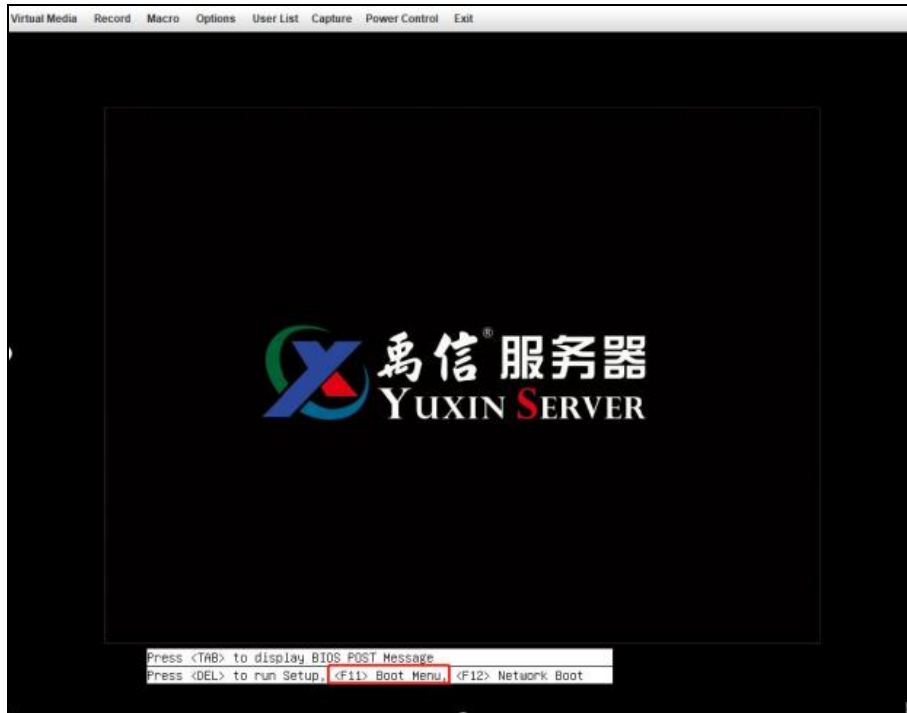 Virtual Media Record Macro Options User List Capture Power Control Exit
禹信®服务器
YUXIN SERVER
Press <TAB> to display BIOS POST Message
Press <DEL> to run Setup, <F11> Boot Menu, <F12> Network Boot